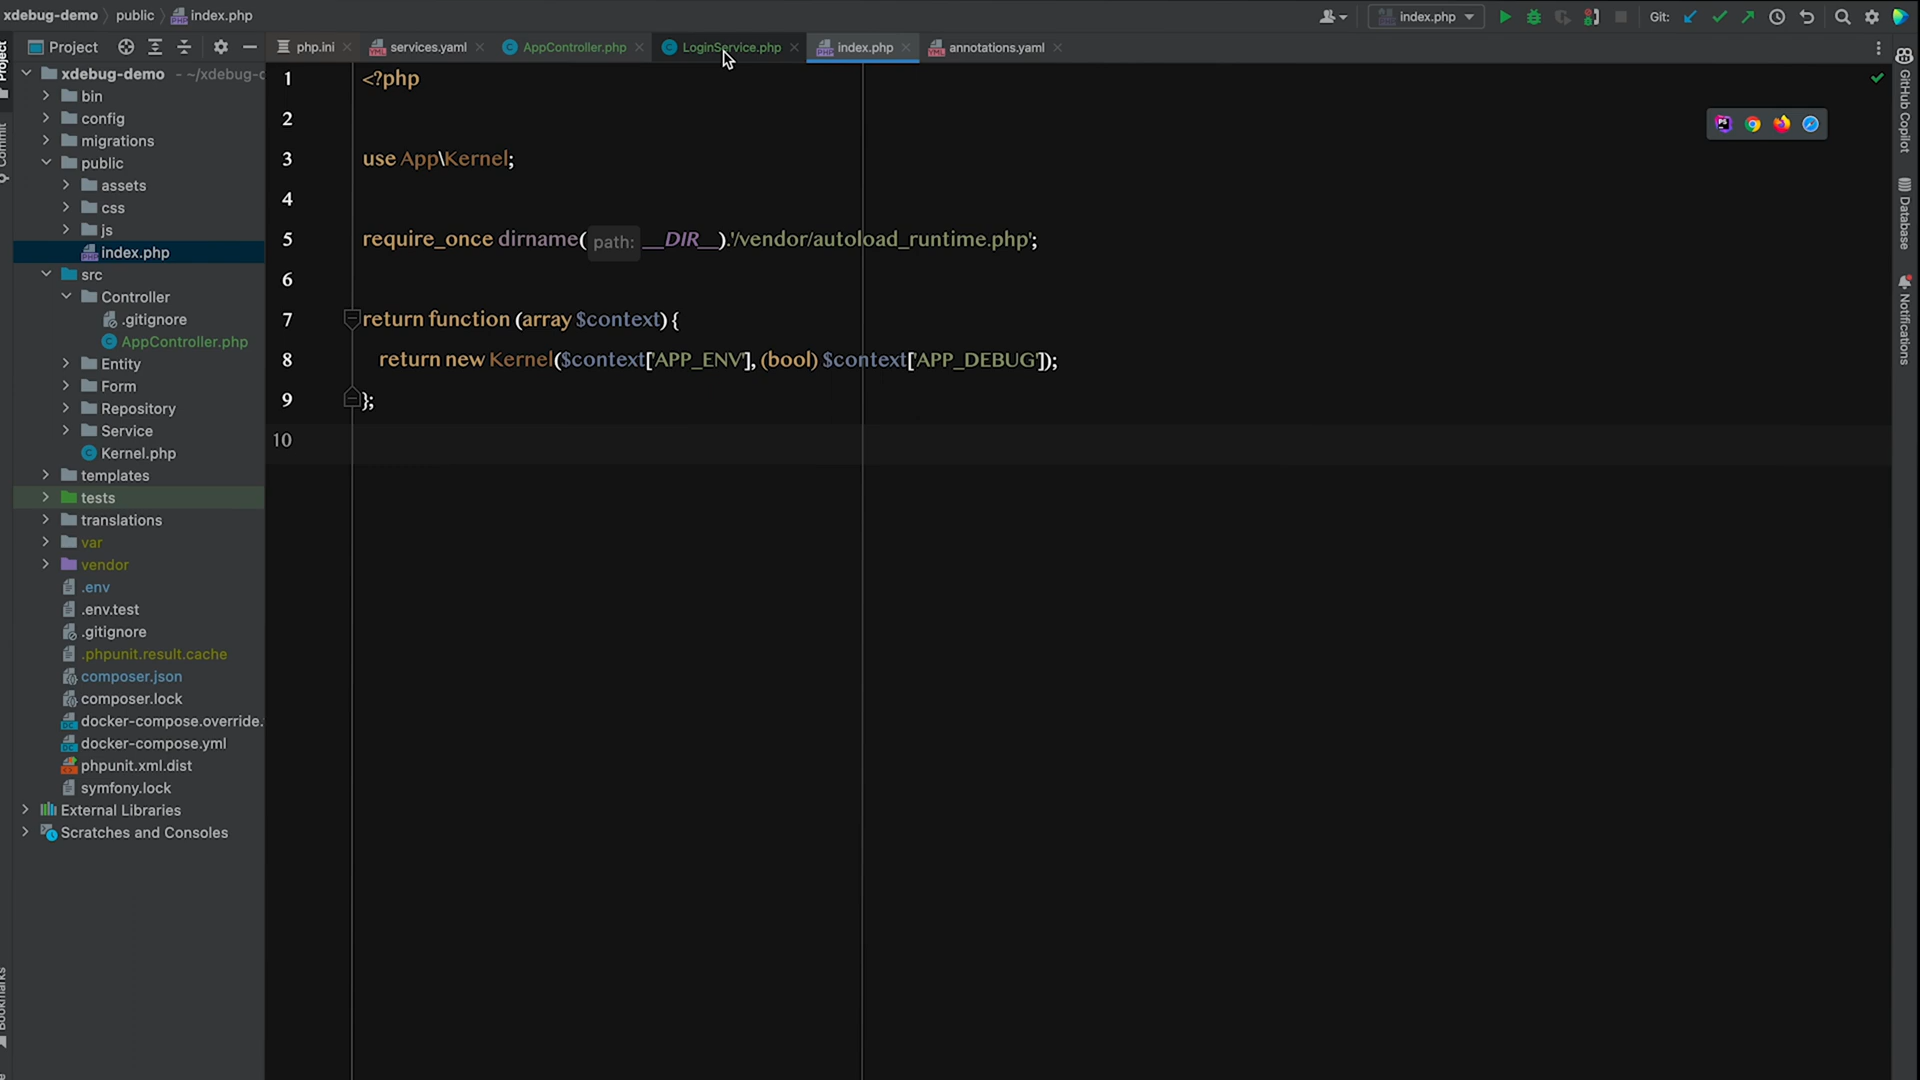 xdebug-demo
public
index.php
index.php
Git:
Project
Project
php.ini
services.yaml
AppController.php
LoginService.php
index.php
annotations.yaml
xdebug-demo - ~/xdebug-d
bin
config
migrations
public
assets
css
js
index.php
src
Controller
.gitignore
AppController.php
Entity
Form
Repository
Service
Kernel.php
templates
tests
translations
var
vendor
.env
.env.test
.gitignore
.phpunit.result.cache
composer.json
composer.lock
docker-compose.override.
docker-compose.yml
phpunit.xml.dist
symfony.lock
External Libraries
Scratches and Consoles
1 <?php
2
3 use App\Kernel;
4
5 require_once dirname( path: __DIR__).'/vendor/autoload_runtime.php';
6
7 return function (array $context) {
8 return new Kernel($context['APP_ENV'], (bool) $context['APP_DEBUG']);
9 };
10
Commit
Bookmarks
GitHub Copilot
Database
Notifications